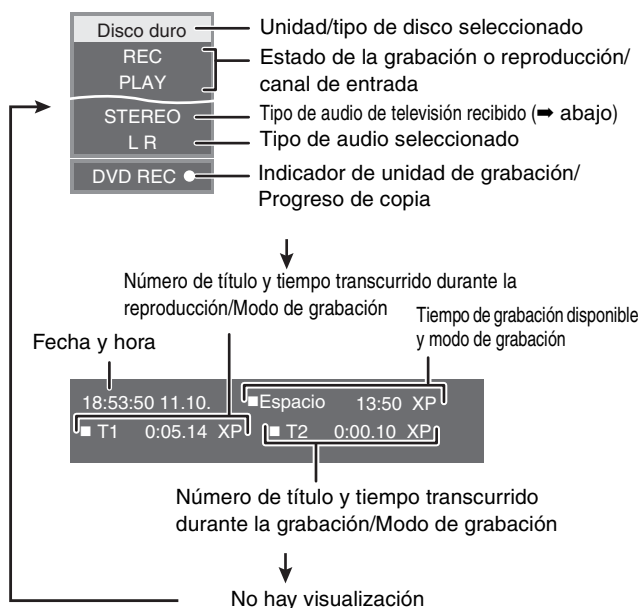 Disco duro
Unidad/tipo de disco seleccionado
REC
PLAY
Estado de la grabación o reproducción/
canal de entrada
STEREO
Tipo de audio de televisión recibido (➡ abajo)
L R
Tipo de audio seleccionado
DVD REC ●
Indicador de unidad de grabación/
Progreso de copia
Número de título y tiempo transcurrido durante la
reproducción/Modo de grabación
Tiempo de grabación disponible
y modo de grabación
Fecha y hora
18:53:50 11.10.
■Espacio 13:50 XP
■ T1 0:05.14 XP
■ T2 0:00.10 XP
Número de título y tiempo transcurrido
durante la grabación/Modo de grabación
No hay visualización